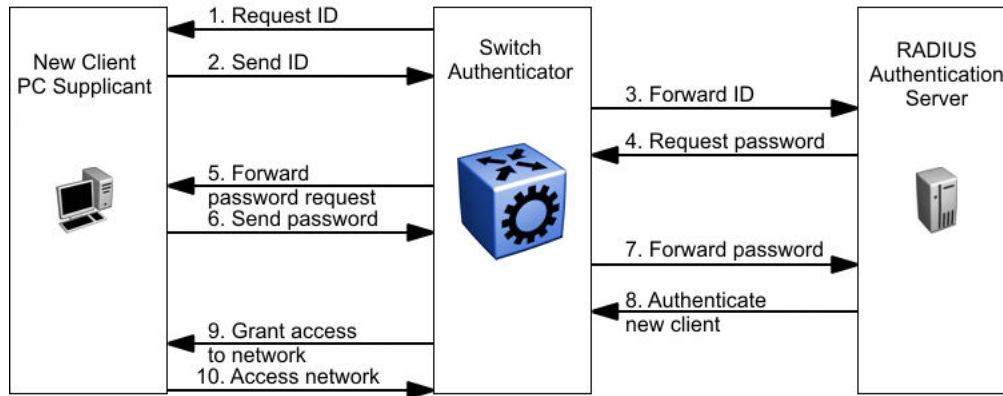 New Client
PC Supplicant
Switch
Authenticator
RADIUS
Authentication
Server
1. Request ID
2. Send ID
3. Forward ID
4. Request password
5. Forward
password request
6. Send password
7. Forward password
8. Authenticate
new client
9. Grant access
to network
10. Access network